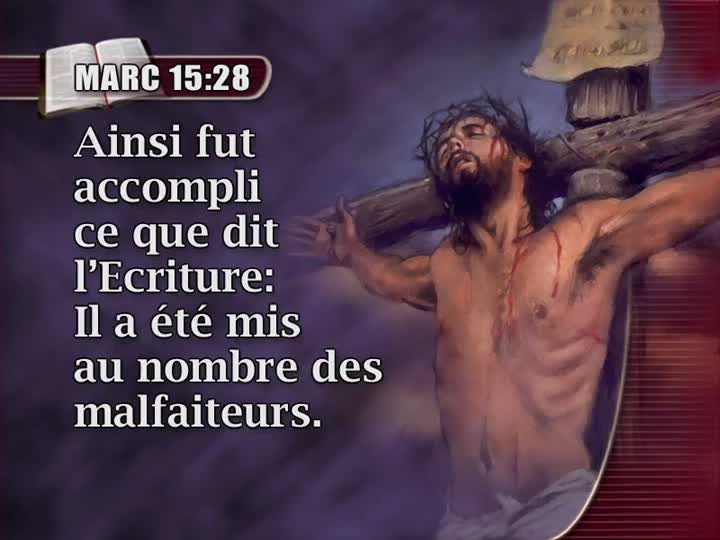 MARC 15:28
Ainsi fut
accompli
ce que dit
l’Ecriture:
Il a été mis
au nombre des
malfaiteurs.